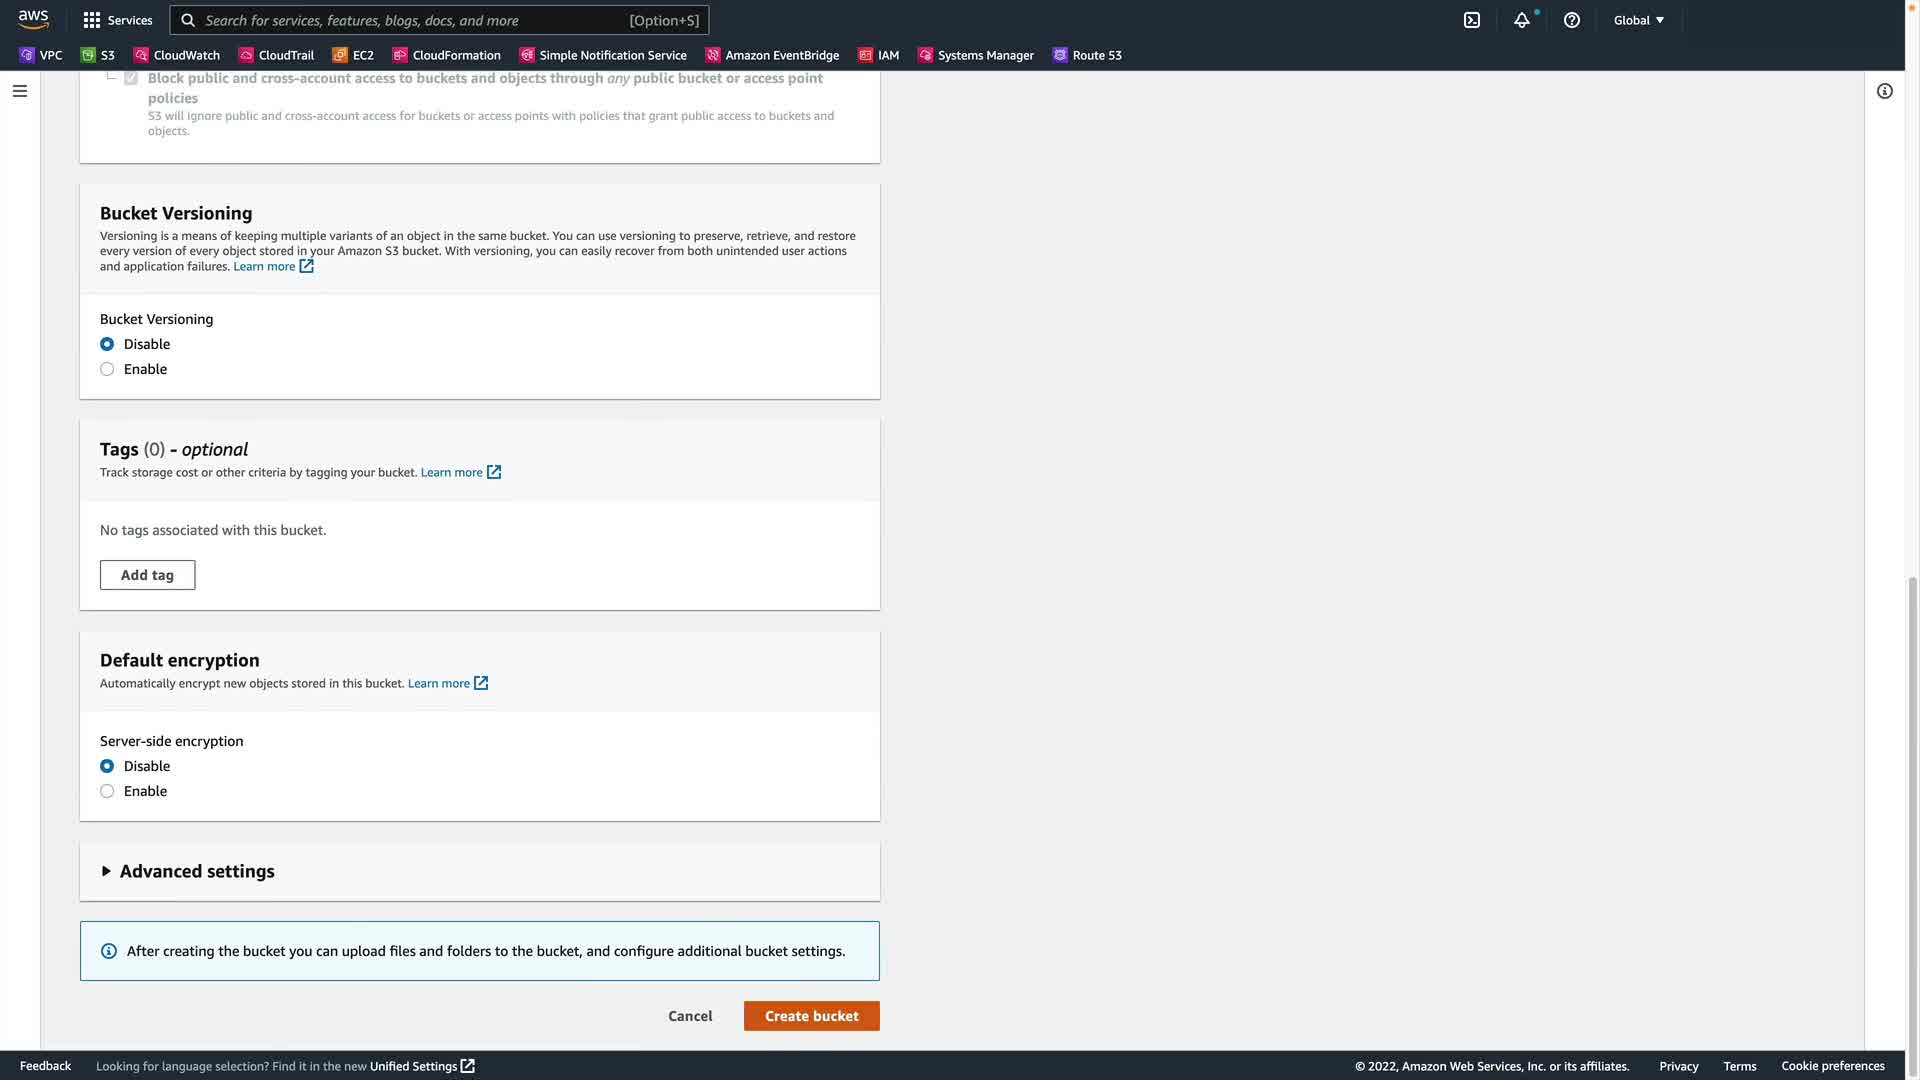 aws
Services
Search for services, features, blogs, docs, and more
[Option+S]
Global
VPC
S3
CloudWatch
CloudTrail
EC2
CloudFormation
Simple Notification Service
Amazon EventBridge
IAM
Systems Manager
Route 53
Block public and cross-account access to buckets and objects through any public bucket or access point
policies
S3 will ignore public and cross-account access for buckets or access points with policies that grant public access to buckets and
objects.
Bucket Versioning
Versioning is a means of keeping multiple variants of an object in the same bucket. You can use versioning to preserve, retrieve, and restore
every version of every object stored in your Amazon S3 bucket. With versioning, you can easily recover from both unintended user actions
and application failures. Learn more
Bucket Versioning
Disable
Enable
Tags (0) - optional
Track storage cost or other criteria by tagging your bucket. Learn more
No tags associated with this bucket.
Add tag
Default encryption
Automatically encrypt new objects stored in this bucket. Learn more
Server-side encryption
Disable
Enable
Advanced settings
After creating the bucket you can upload files and folders to the bucket, and configure additional bucket settings.
Cancel
Create bucket
Feedback
Looking for language selection? Find it in the new Unified Settings
© 2022, Amazon Web Services, Inc. or its affiliates.
Privacy
Terms
Cookie preferences